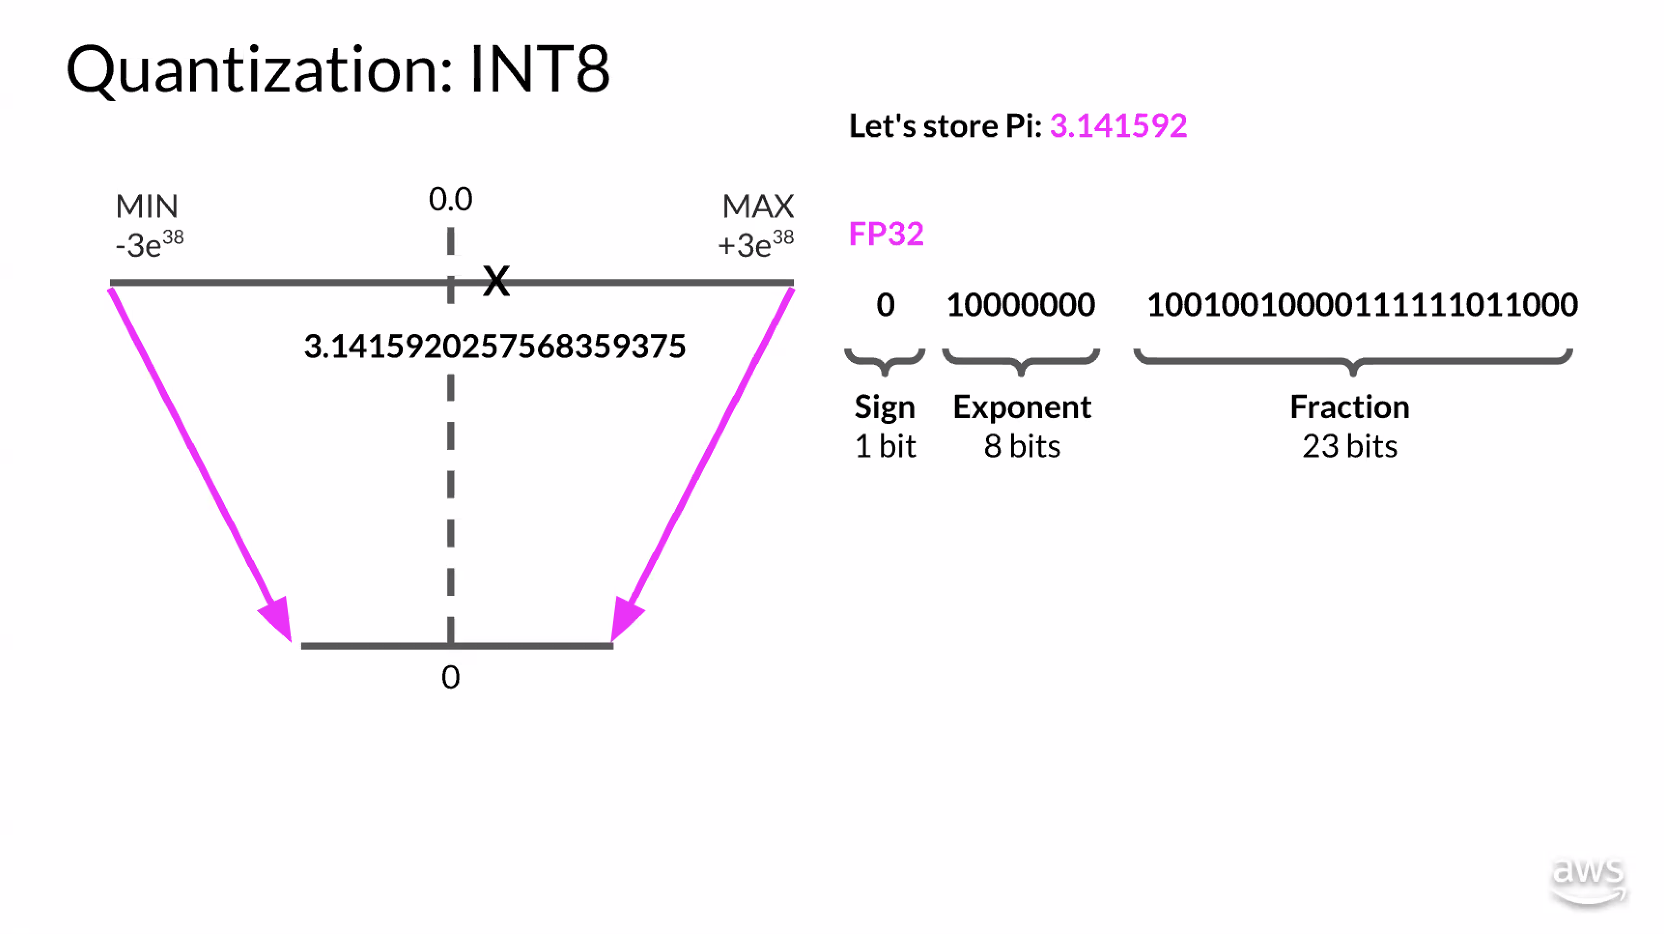 Quantization: INT8
Let's store Pi: 3.141592
MIN
-3e³⁸
0.0
MAX
+3e³⁸
X
3.1415920257568359375
0
FP32
0 10000000 10010010000111111011000
Sign Exponent Fraction
1 bit 8 bits 23 bits
aws